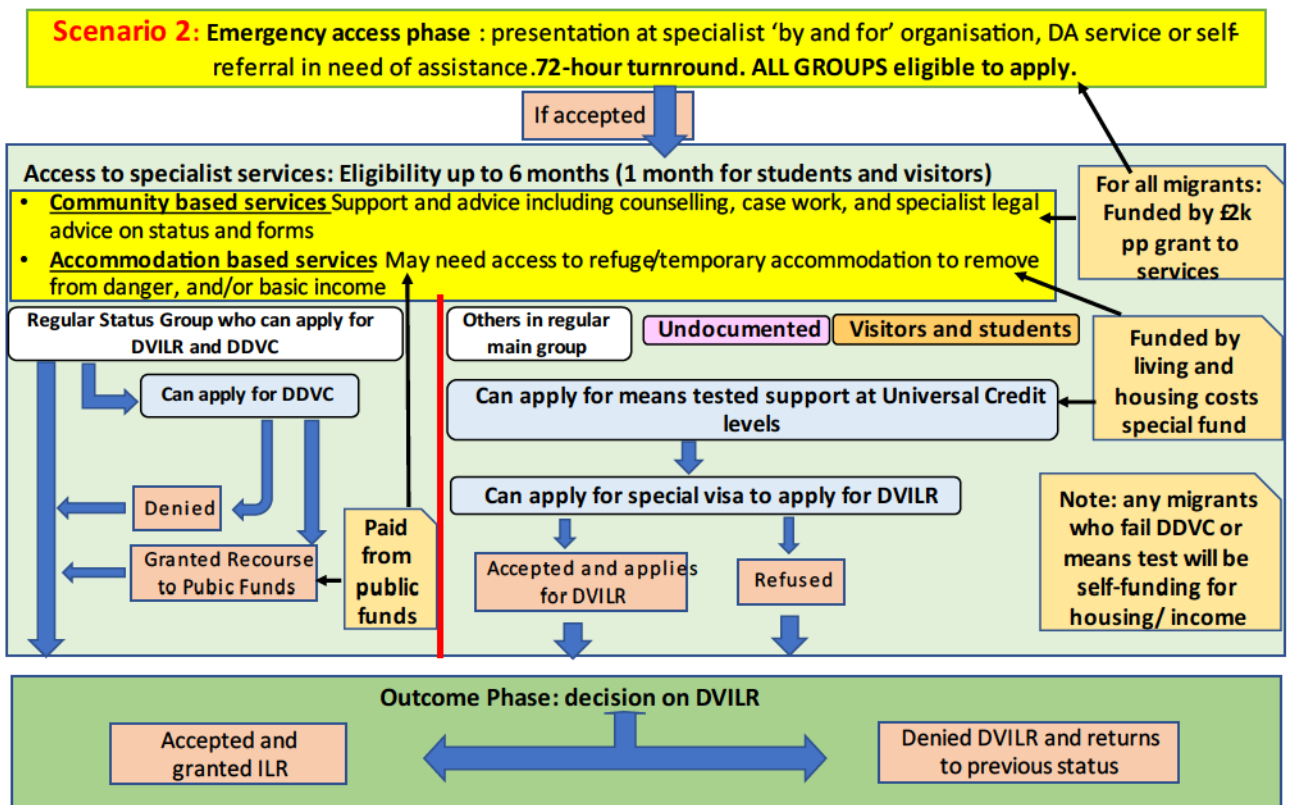 Scenario 2: Emergency access phase : presentation at specialist ‘by and for’ organisation, DA service or self-
referral in need of assistance.72-hour turnround. ALL GROUPS eligible to apply.
If accepted
Access to specialist services: Eligibility up to 6 months (1 month for students and visitors)
• Community based services Support and advice including counselling, case work, and specialist legal
advice on status and forms
• Accommodation based services May need access to refuge/temporary accommodation to remove
from danger, and/or basic income
For all migrants:
Funded by £2k
pp grant to
services
Regular Status Group who can apply for
DVILR and DDVC
Others in regular
main group
Undocumented
Visitors and students
Funded by
living and
housing costs
special fund
Can apply for DDVC
Can apply for means tested support at Universal Credit
levels
Denied
Granted Recourse
to Pubic Funds
Paid
from
public
funds
Can apply for special visa to apply for DVILR
Accepted and applies
for DVILR
Refused
Note: any migrants
who fail DDVC or
means test will be
self-funding for
housing/ income
Outcome Phase: decision on DVILR
Accepted and
granted ILR
Denied DVILR and returns
to previous status